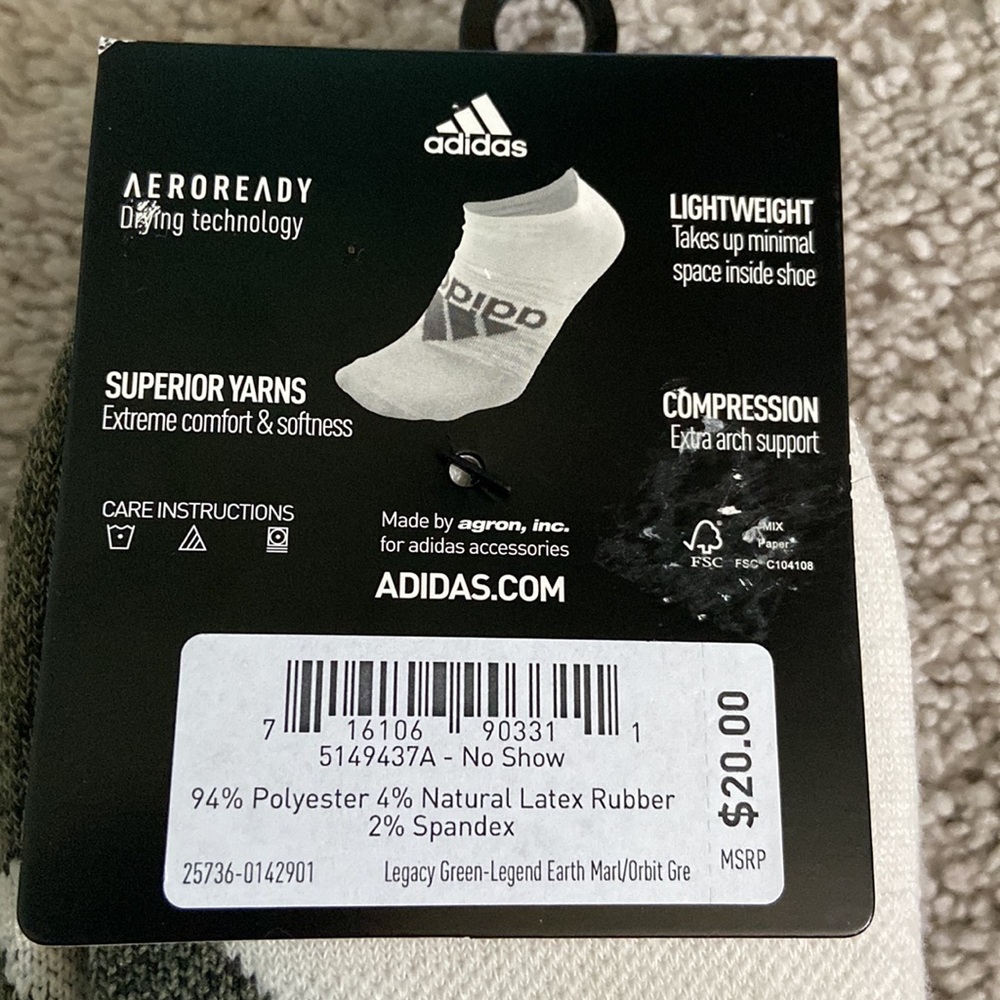 adidas
AEROREADY
Drying technology
LIGHTWEIGHT
Takes up minimal
space inside shoe
adidas
SUPERIOR YARNS
Extreme comfort & softness
COMPRESSION
Extra arch support
CARE INSTRUCTIONS
Made by agron, inc.
for adidas accessories
ADIDAS.COM
FSC
MIX
Paper
FSC® C104108
7 16106 90331 1
5149437A - No Show
94% Polyester 4% Natural Latex Rubber
2% Spandex
25736-0142901 Legacy Green-Legend Earth Marl/Orbit Gre
$20.00
MSRP